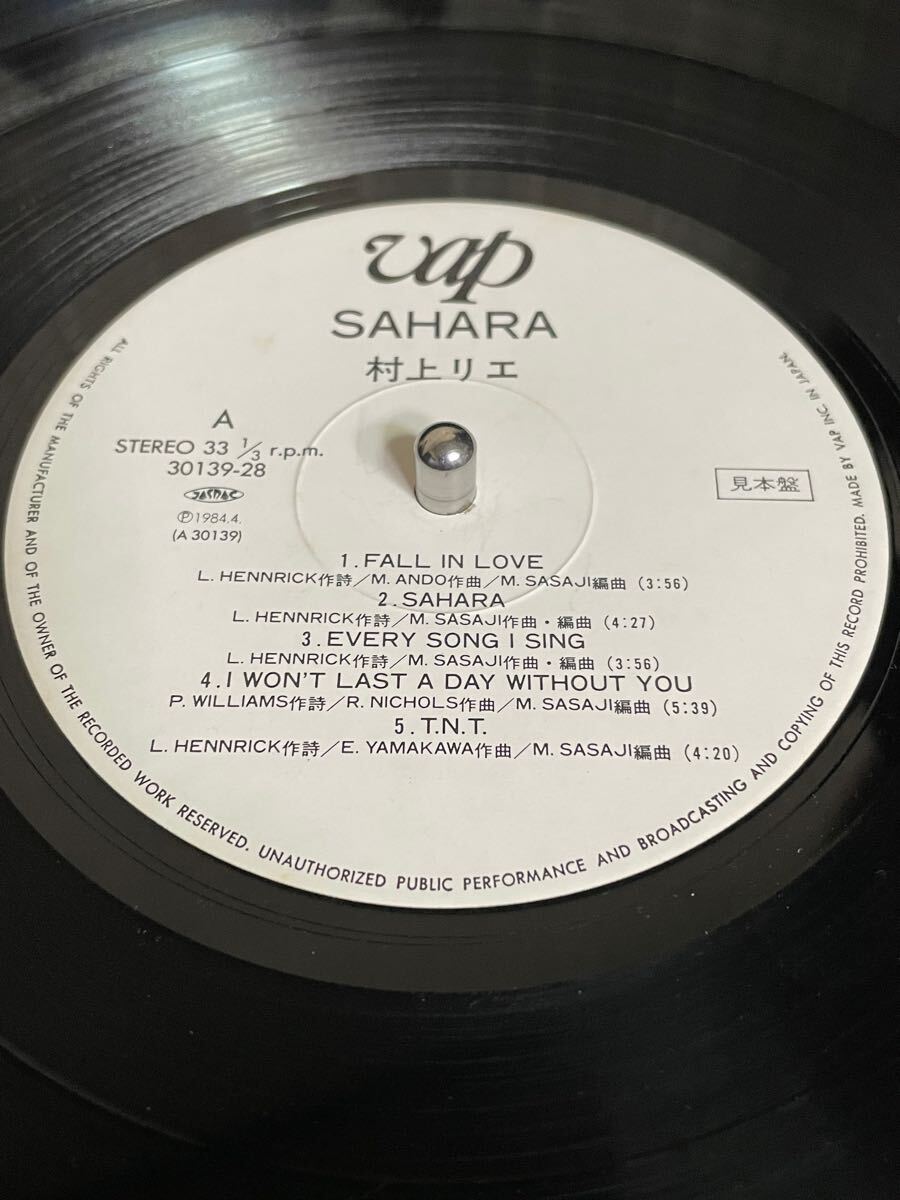 vap
SAHARA
村上リエ
A
STEREO 33 1/3 r.p.m.
30139-28
JASRAC
Ⓟ1984.4.
(A 30139)
見本盤
1. FALL IN LOVE
L. HENNRICK作詩/M. ANDO作曲/M. SASAJI編曲 (3:56)
2. SAHARA
L. HENNRICK作詩/M. SASAJI作曲・編曲 (4:27)
3. EVERY SONG I SING
L. HENNRICK作詩/M. SASAJI作曲・編曲 (3:56)
4. I WON'T LAST A DAY WITHOUT YOU
P. WILLIAMS作詩/R. NICHOLS作曲/M. SASAJI編曲 (5:39)
5. T.N.T.
L. HENNRICK作詩/E. YAMAKAWA作曲/M. SASAJI編曲 (4:20)
ALL RIGHTS OF THE MANUFACTURER AND OF THE OWNER OF THE RECORDED WORK RESERVED. UNAUTHORIZED PUBLIC PERFORMANCE AND BROADCASTING AND COPYING OF THIS RECORD PROHIBITED. MADE BY VAP INC. IN JAPAN.